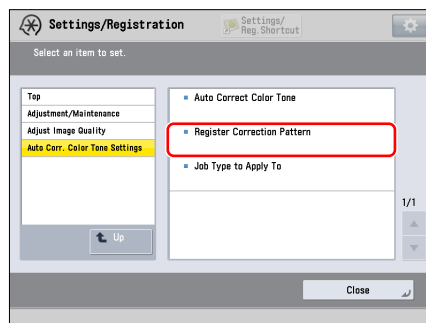 Settings/Registration
Settings/
Reg.Shortcut
Select an item to set.
Top
Adjustment/Maintenance
Adjust Image Quality
Auto Corr. Color Tone Settings
Up
Auto Correct Color Tone
Register Correction Pattern
Job Type to Apply To
1/1
Close